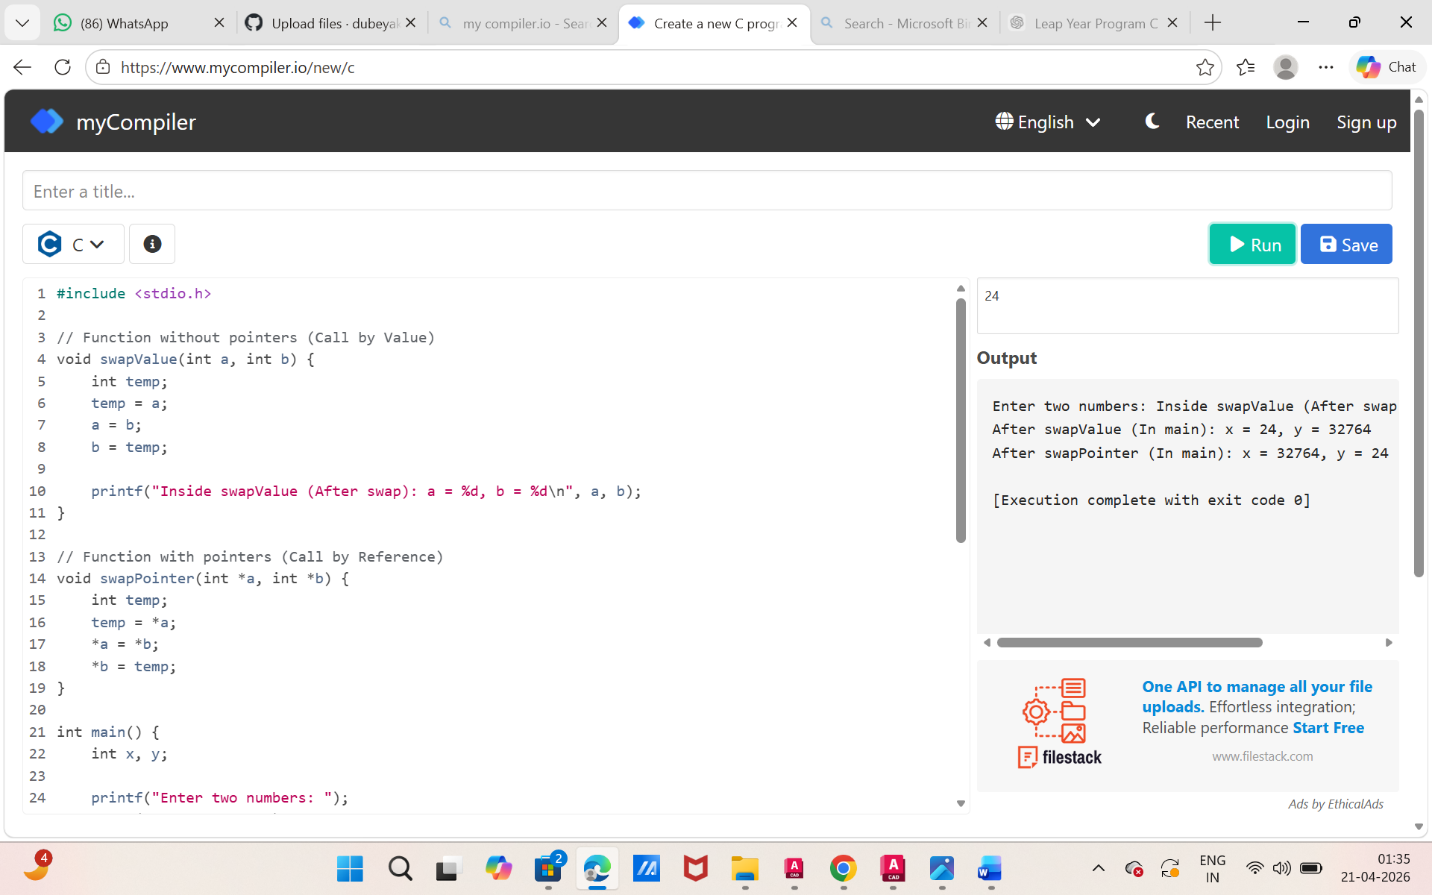 (86) WhatsApp
Upload files · dubeyak
my compiler.io - Sear
Create a new C progr
Search - Microsoft Bi
Leap Year Program C
https://www.mycompiler.io/new/c
Chat
myCompiler
English
Recent
Login
Sign up
Enter a title...
C
Run
Save
1 #include <stdio.h>
2
3 // Function without pointers (Call by Value)
4 void swapValue(int a, int b) {
5 int temp;
6 temp = a;
7 a = b;
8 b = temp;
9
10 printf("Inside swapValue (After swap): a = %d, b = %d\n", a, b);
11 }
12
13 // Function with pointers (Call by Reference)
14 void swapPointer(int *a, int *b) {
15 int temp;
16 temp = *a;
17 *a = *b;
18 *b = temp;
19 }
20
21 int main() {
22 int x, y;
23
24 printf("Enter two numbers: ");
24
Output
Enter two numbers: Inside swapValue (After swap
After swapValue (In main): x = 24, y = 32764
After swapPointer (In main): x = 32764, y = 24
[Execution complete with exit code 0]
filestack
One API to manage all your file
uploads. Effortless integration;
Reliable performance Start Free
www.filestack.com
Ads by EthicalAds
4
2
ENG
IN
01:35
21-04-2026